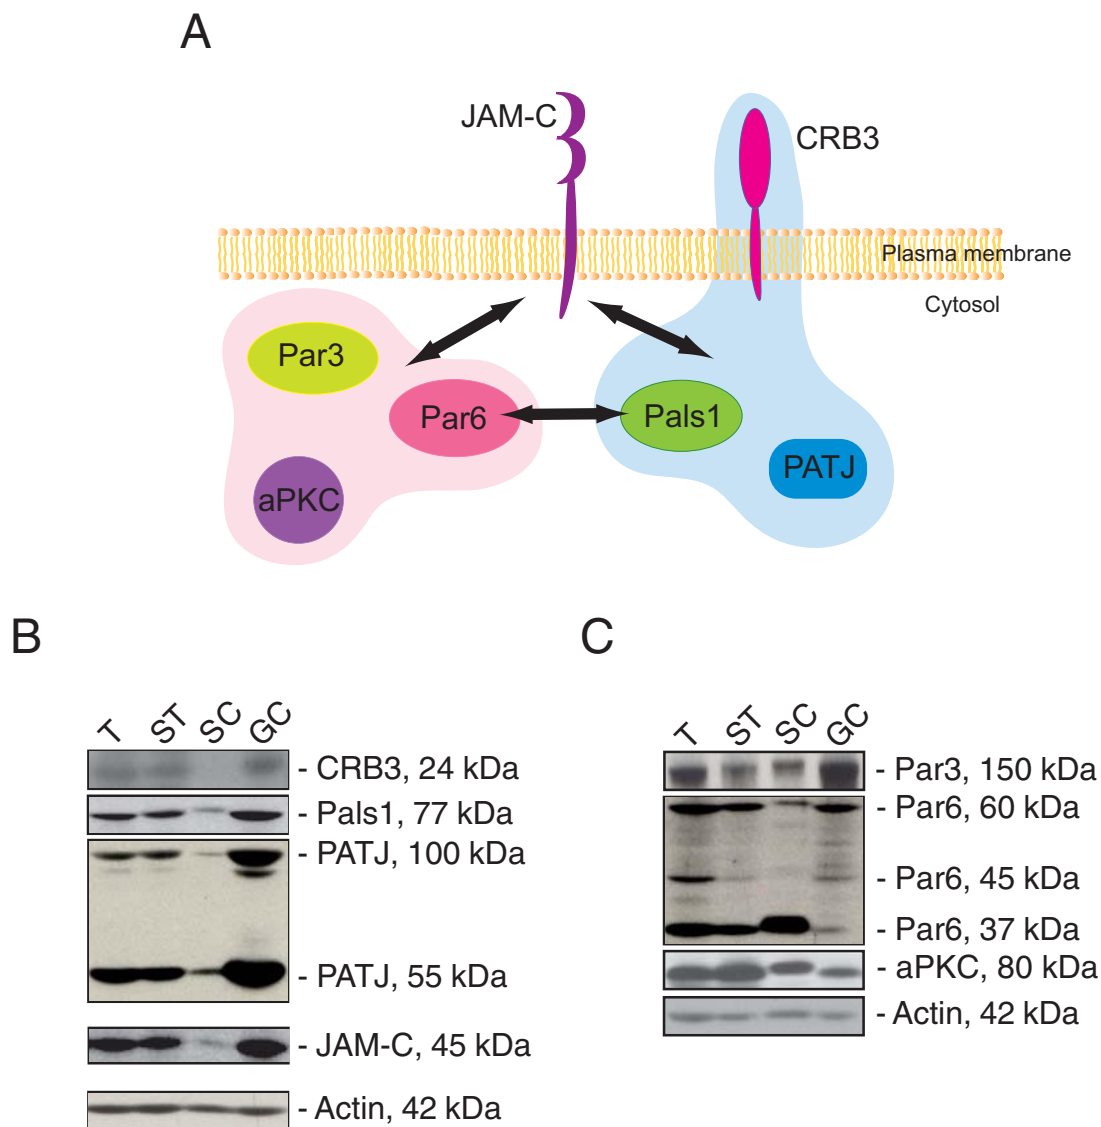 A
JAM-C
CRB3
Plasma membrane
Cytosol
Par3
Par6
Pals1
aPKC
PATJ
B
T ST SC GC
- CRB3, 24 kDa
- Pals1, 77 kDa
- PATJ, 100 kDa
- PATJ, 55 kDa
- JAM-C, 45 kDa
- Actin, 42 kDa
C
T ST SC GC
- Par3, 150 kDa
- Par6, 60 kDa
- Par6, 45 kDa
- Par6, 37 kDa
- aPKC, 80 kDa
- Actin, 42 kDa